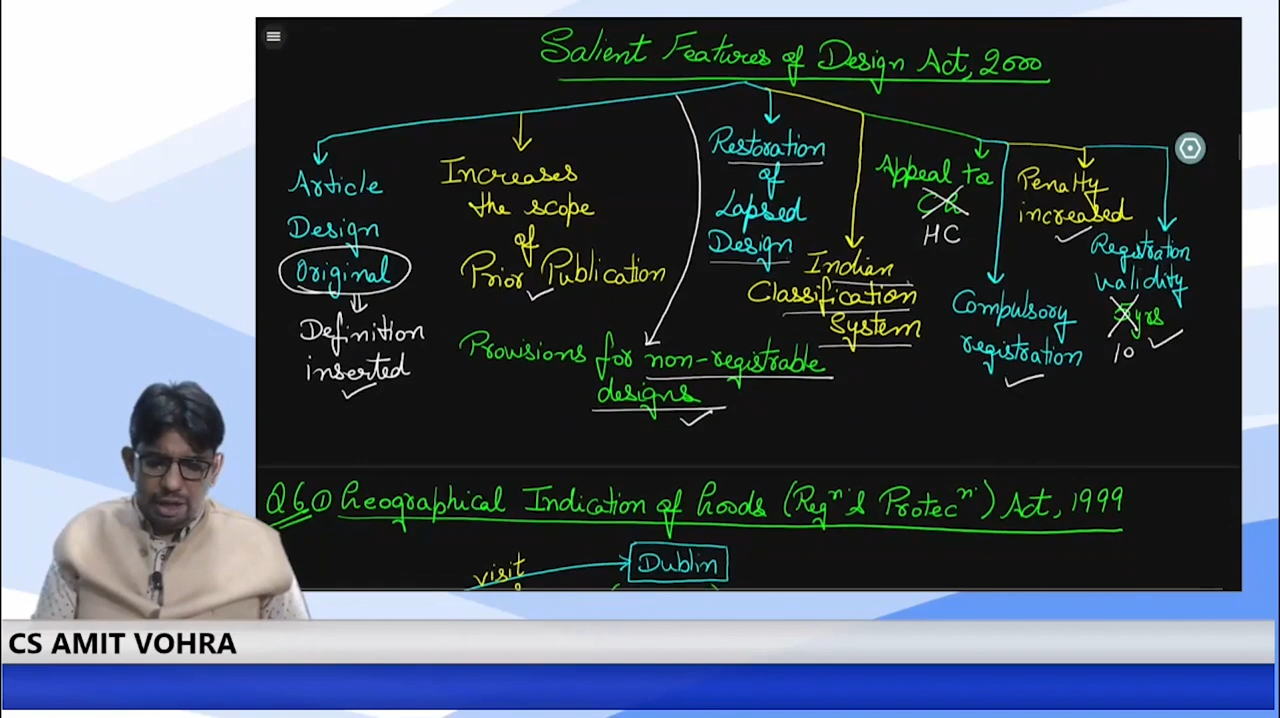 Salient Features of Design Act, 2000
Article
Design
Original
Definition
inserted
Increases
the scope
of
Prior Publication
Provisions for non-registrable
designs
Restoration
of
Lapsed
Design
Indian
Classification
System
Appeal to
HC
Compulsory
registration
Penalty
increased
Registration
validity
5yrs
10
Q6 ① Geographical Indication of Goods (Regⁿ & Protecⁿ) Act, 1999
visit
Dublin
CS AMIT VOHRA